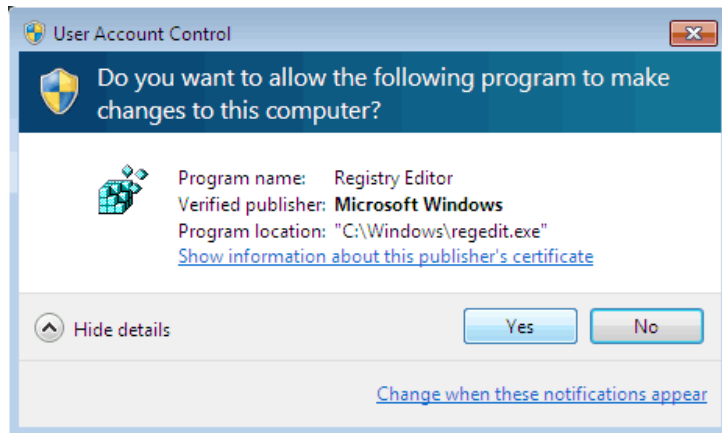 User Account Control
Do you want to allow the following program to make
changes to this computer?
Program name: Registry Editor
Verified publisher: Microsoft Windows
Program location: "C:\Windows\regedit.exe"
Show information about this publisher's certificate
Hide details
Yes
No
Change when these notifications appear